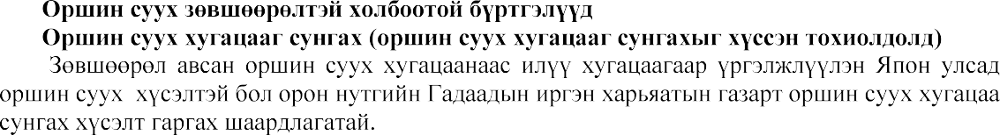 Оршин суух зөвшөөрөлтэй холбоотой бүртгэлүүд
Оршин суух хугацааг сунгах (оршин суух хугацааг сунгахыг хүссэн тохиолдолд)
Зөвшөөрөл авсан оршин суух хугацаанаас илүү хугацаагаар үргэлжлүүлэн Япон улсад
оршин суух хүсэлтэй бол орон нутгийн Гадаадын иргэн харьяатын газарт оршин суух хугацаа
сунгах хүсэлт гаргах шаардлагатай.